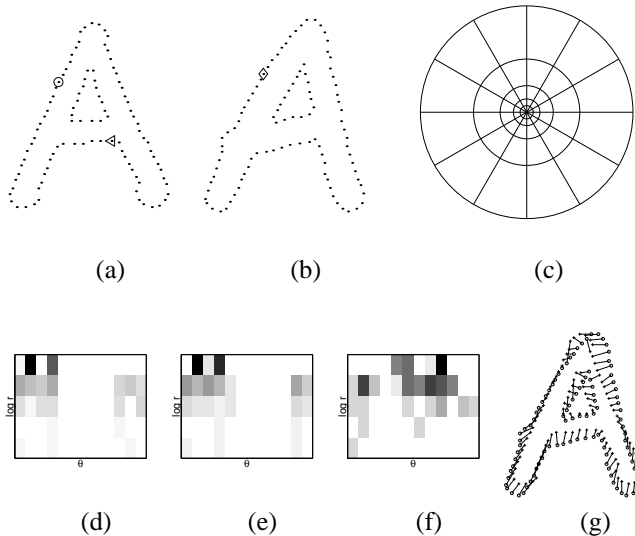 (a) (b) (c)
log r θ log r θ log r θ
(d) (e) (f) (g)